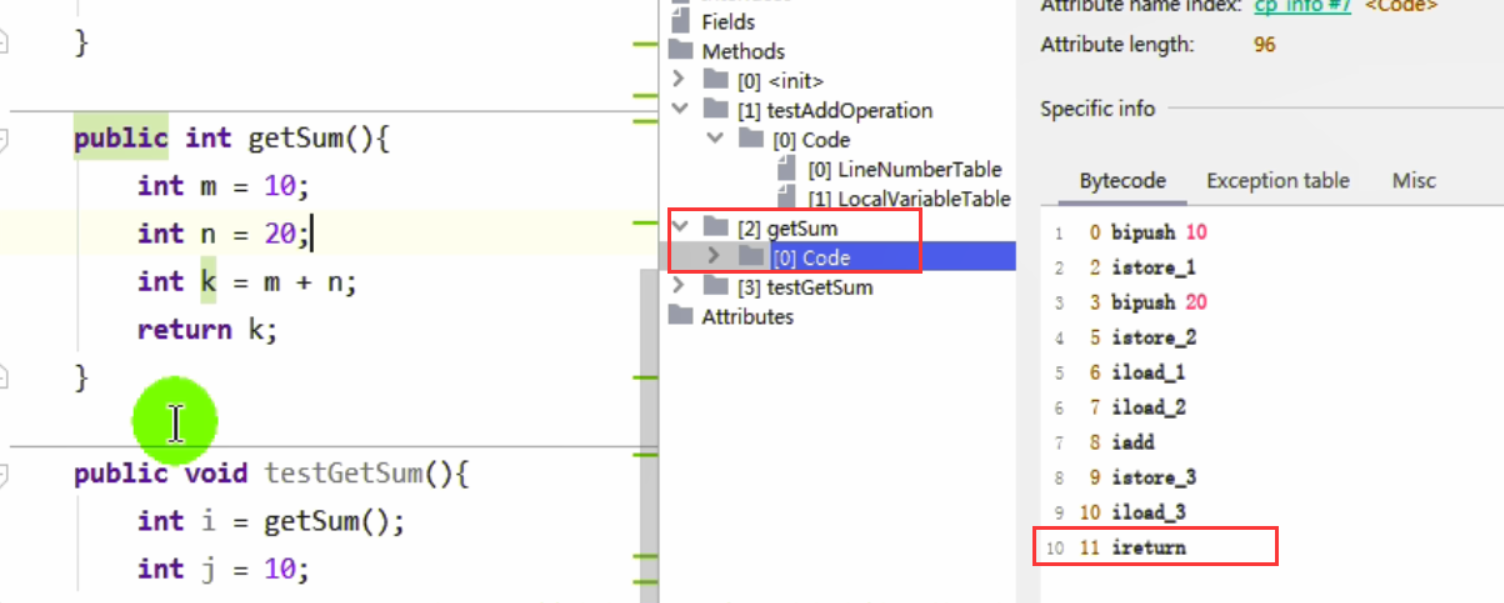 }
public int getSum(){
int m = 10;
int n = 20;
int k = m + n;
return k;
}
public void testGetSum(){
int i = getSum();
int j = 10;
Fields
Methods
[0] <init>
[1] testAddOperation
[0] Code
[0] LineNumberTable
[1] LocalVariableTable
[2] getSum
[0] Code
[3] testGetSum
Attributes
Attribute name index: cp_info #7 <Code>
Attribute length: 96
Specific info
Bytecode Exception table Misc
1 0 bipush 10
2 2 istore_1
3 3 bipush 20
4 5 istore_2
5 6 iload_1
6 7 iload_2
7 8 iadd
8 9 istore_3
9 10 iload_3
10 11 ireturn